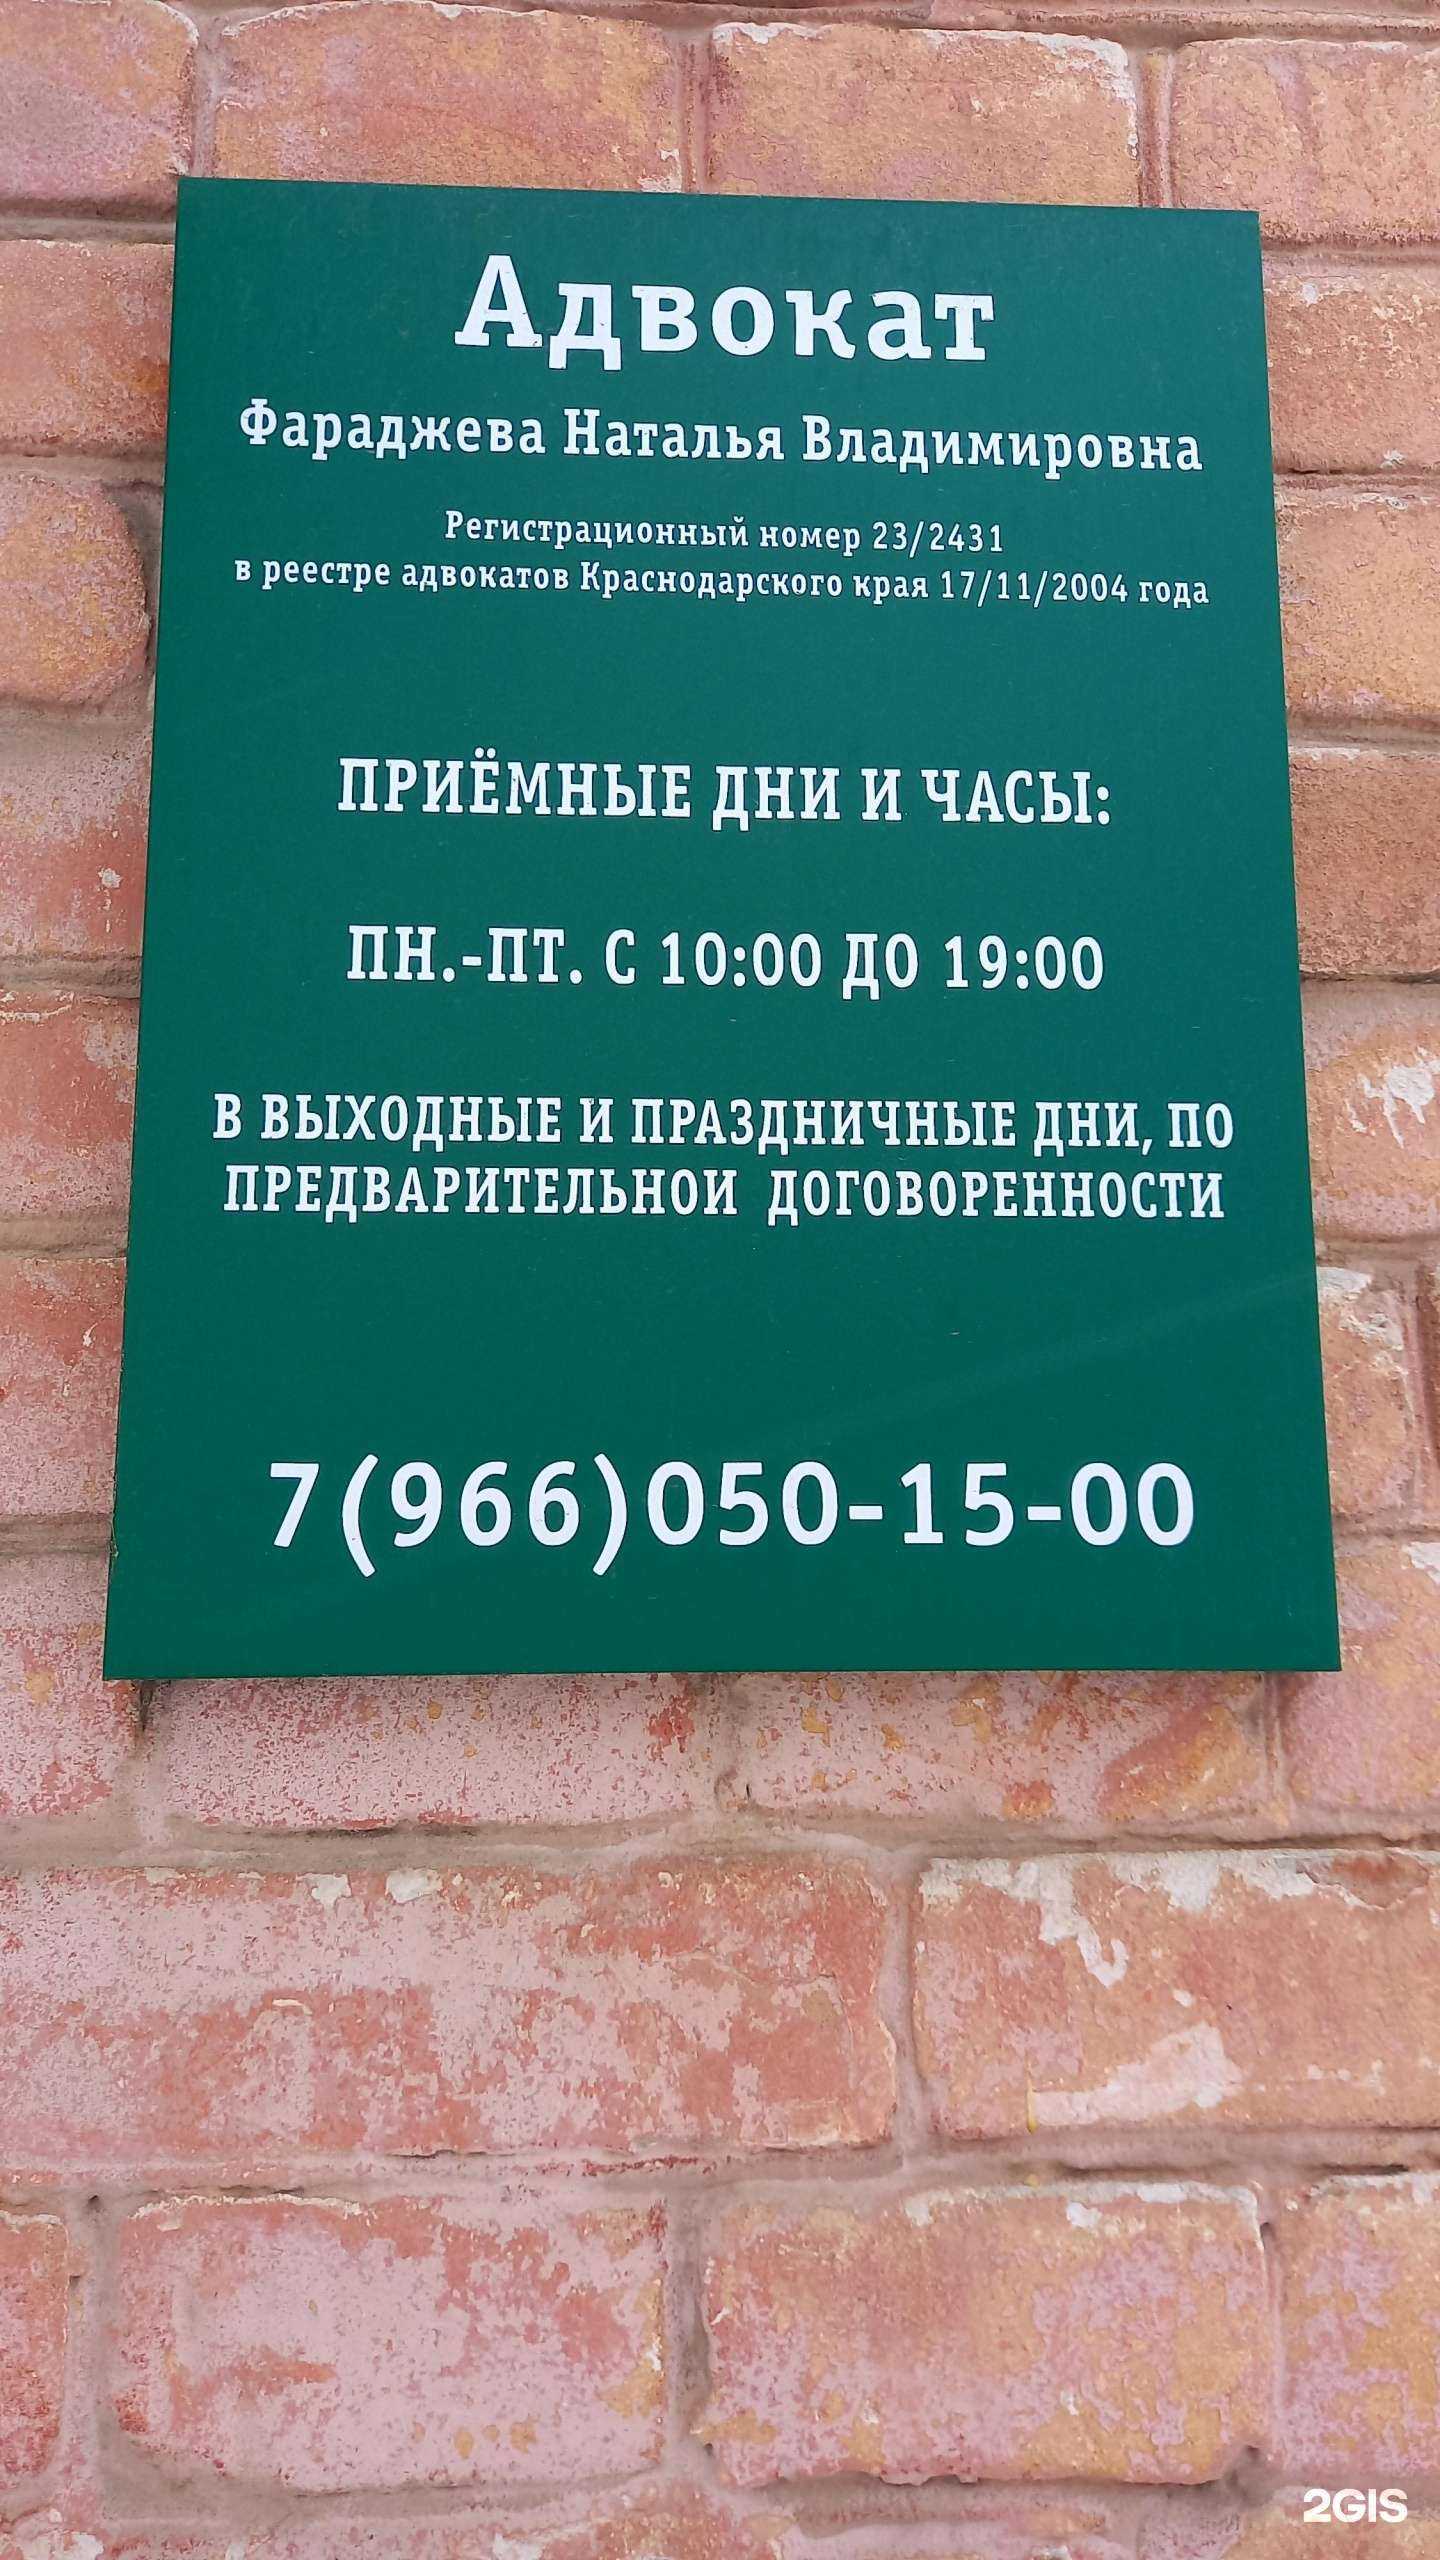 Адвокат
Фараджева Наталья Владимировна
Регистрационный номер 23/2431
в реестре адвокатов Краснодарского края 17/11/2004 года
ПРИЁМНЫЕ ДНИ И ЧАСЫ:
ПН.-ПТ. С 10:00 ДО 19:00
В ВЫХОДНЫЕ И ПРАЗДНИЧНЫЕ ДНИ, ПО
ПРЕДВАРИТЕЛЬНОИ ДОГОВОРЕННОСТИ
7(966)050-15-00
2GIS